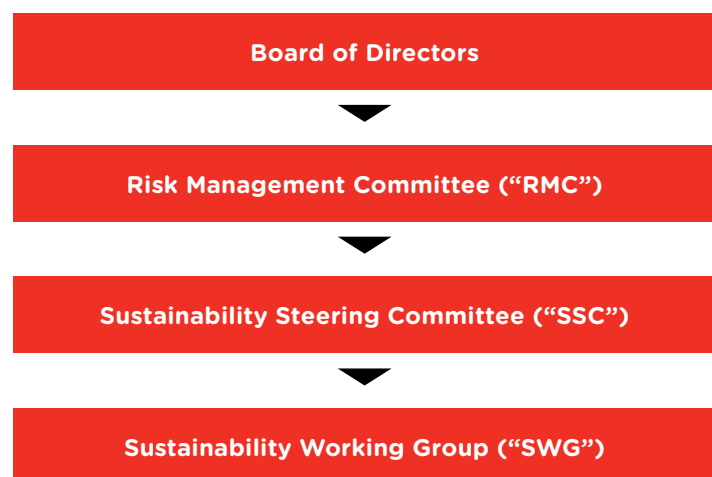 Board of Directors
Risk Management Committee (“RMC”)
Sustainability Steering Committee (“SSC”)
Sustainability Working Group (“SWG”)